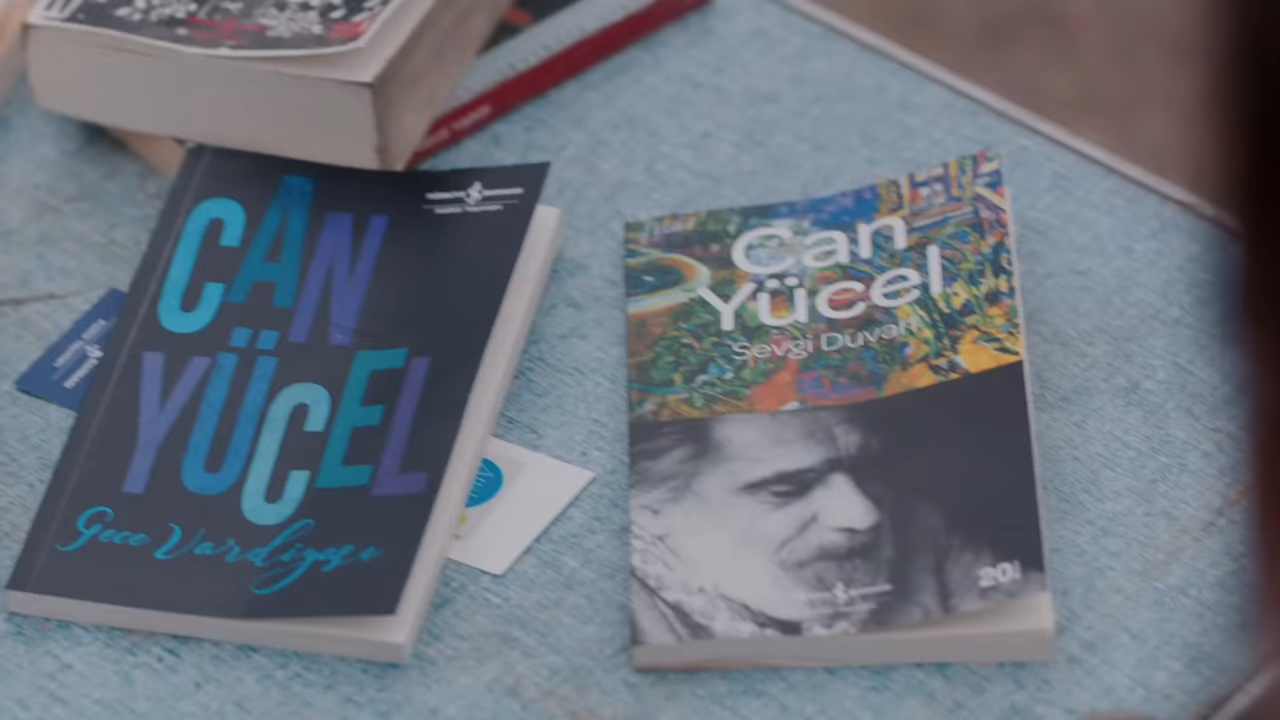 CAN
YÜCEL
Gece Vardiyası
Can
Yücel
Sevgi Duvarı
20